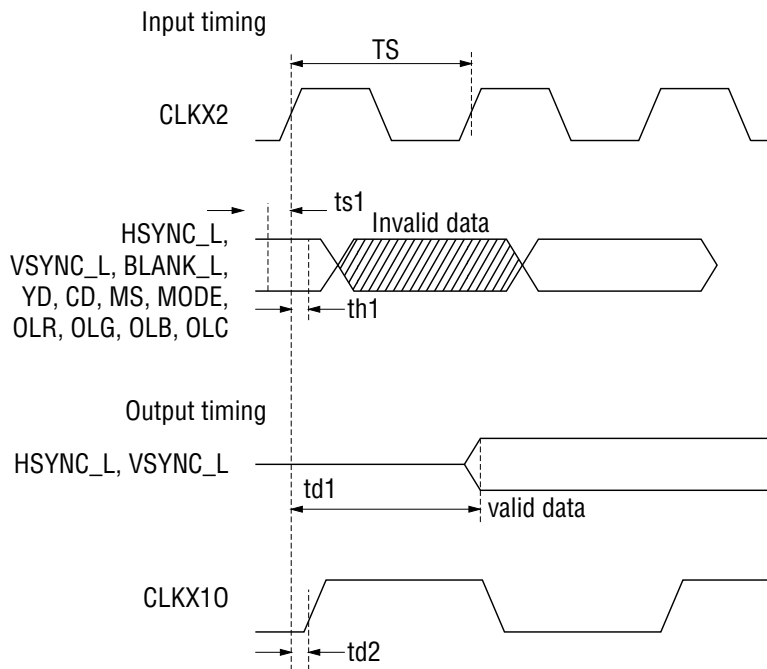 Input timing
TS
CLKX2
ts1
Invalid data
HSYNC_L,
VSYNC_L, BLANK_L,
YD, CD, MS, MODE,
OLR, OLG, OLB, OLC
th1
Output timing
HSYNC_L, VSYNC_L
td1
valid data
CLKX1O
td2